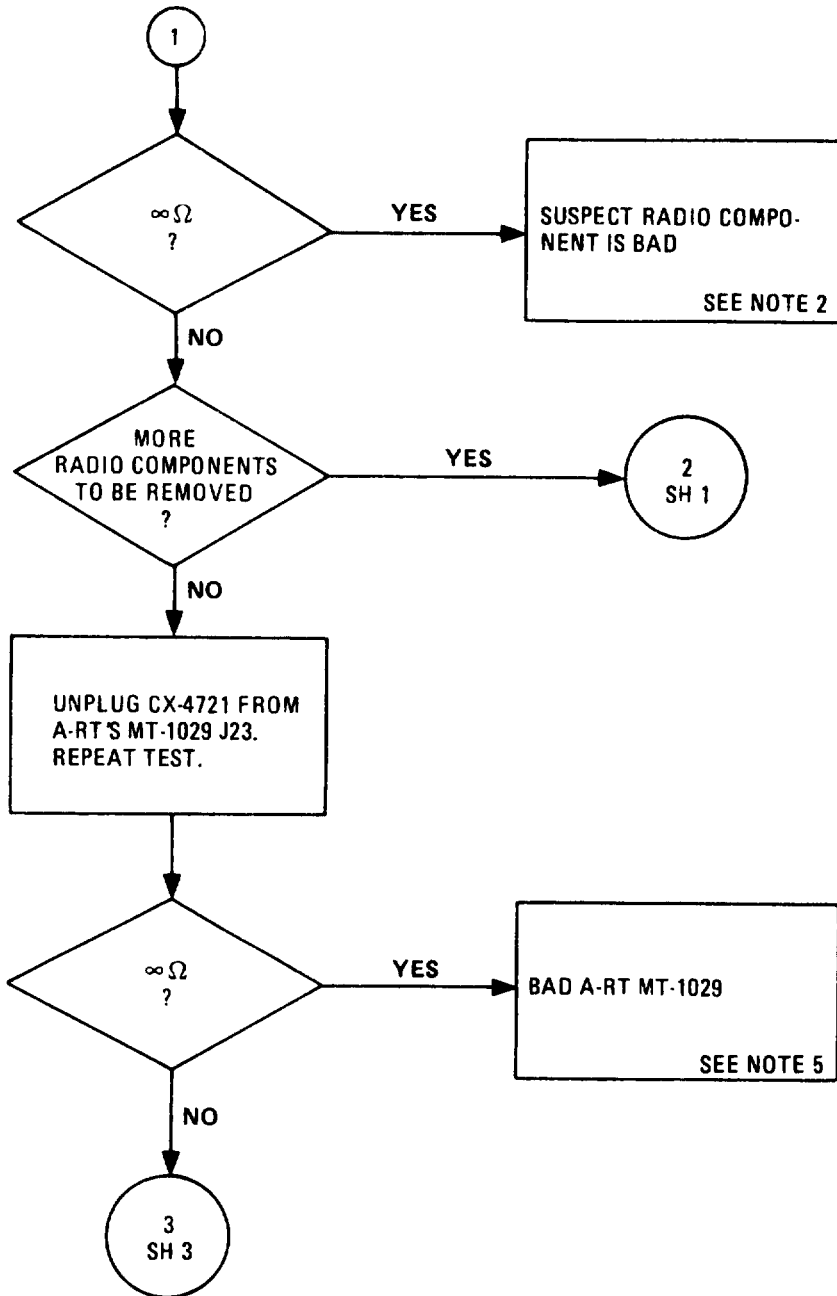 1
∞Ω
?
YES
SUSPECT RADIO COMPO-
NENT IS BAD
SEE NOTE 2
NO
MORE
RADIO COMPONENTS
TO BE REMOVED
?
YES
2
SH 1
NO
UNPLUG CX-4721 FROM
A-RT'S MT-1029 J23.
REPEAT TEST.
∞Ω
?
YES
BAD A-RT MT-1029
SEE NOTE 5
NO
3
SH 3